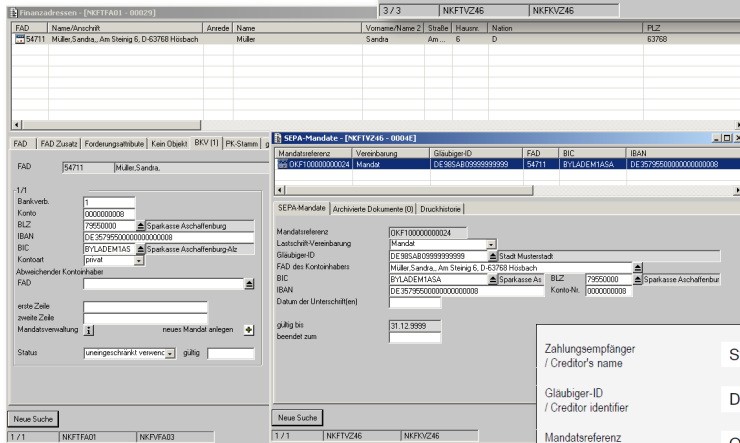 3 / 3 NKFTVZ46 NKFKVZ46
Finanzadressen - [NKFTFA01 - 00029]
FAD Name/Anschrift Anrede Name Vorname/Name 2 Straße Hausnr. Nation PLZ
54711 Müller,Sandra,, Am Steinig 6, D-63768 Hösbach Müller Sandra Am ... 6 D 63768
FAD FAD Zusatz Forderungsattribute Kein Objekt BKV (1) PK-Stamm
FAD 54711 Müller,Sandra,
1/1
Bankverb. 1
Konto 0000000008
BLZ 79550000 Sparkasse Aschaffenburg
IBAN DE35795500000000000008
BIC BYLADEM1AS Sparkasse Aschaffenburg-Alz
Kontoart privat
Abweichender Kontoinhaber
FAD
erste Zeile
zweite Zeile
Mandatsverwaltung neues Mandat anlegen
Status uneingeschränkt verwenc gültig
Neue Suche
1 / 1 NKFTFA01 NKFVFA03
SEPA-Mandate - [NKFTVZ46 - 0004E]
Mandatsreferenz Vereinbarung Gläubiger-ID FAD BIC IBAN
OKF100000000024 Mandat DE98SAB09999999999 54711 BYLADEM1ASA DE35795500000000000008
SEPA-Mandate Archivierte Dokumente (0) Druckhistorie
Mandatsreferenz OKF100000000024
Lastschrift-Vereinbarung Mandat
Gläubiger-ID DE98SAB09999999999 Stadt Musterstadt
FAD des Kontoinhabers Müller,Sandra,, Am Steinig 6, D-63768 Hösbach
BIC BYLADEM1ASA Sparkasse As BLZ 79550000 Sparkasse Aschaffenbur
IBAN DE35795500000000000008 Konto-Nr. 0000000008
Datum der Unterschrift(en)
gültig bis 31.12.9999
beendet zum
Neue Suche
1 / 1 NKFTVZ46 NKFKVZ46
Zahlungsempfänger
/ Creditor's name S
Gläubiger-ID
/ Creditor identifier D
Mandatsreferenz